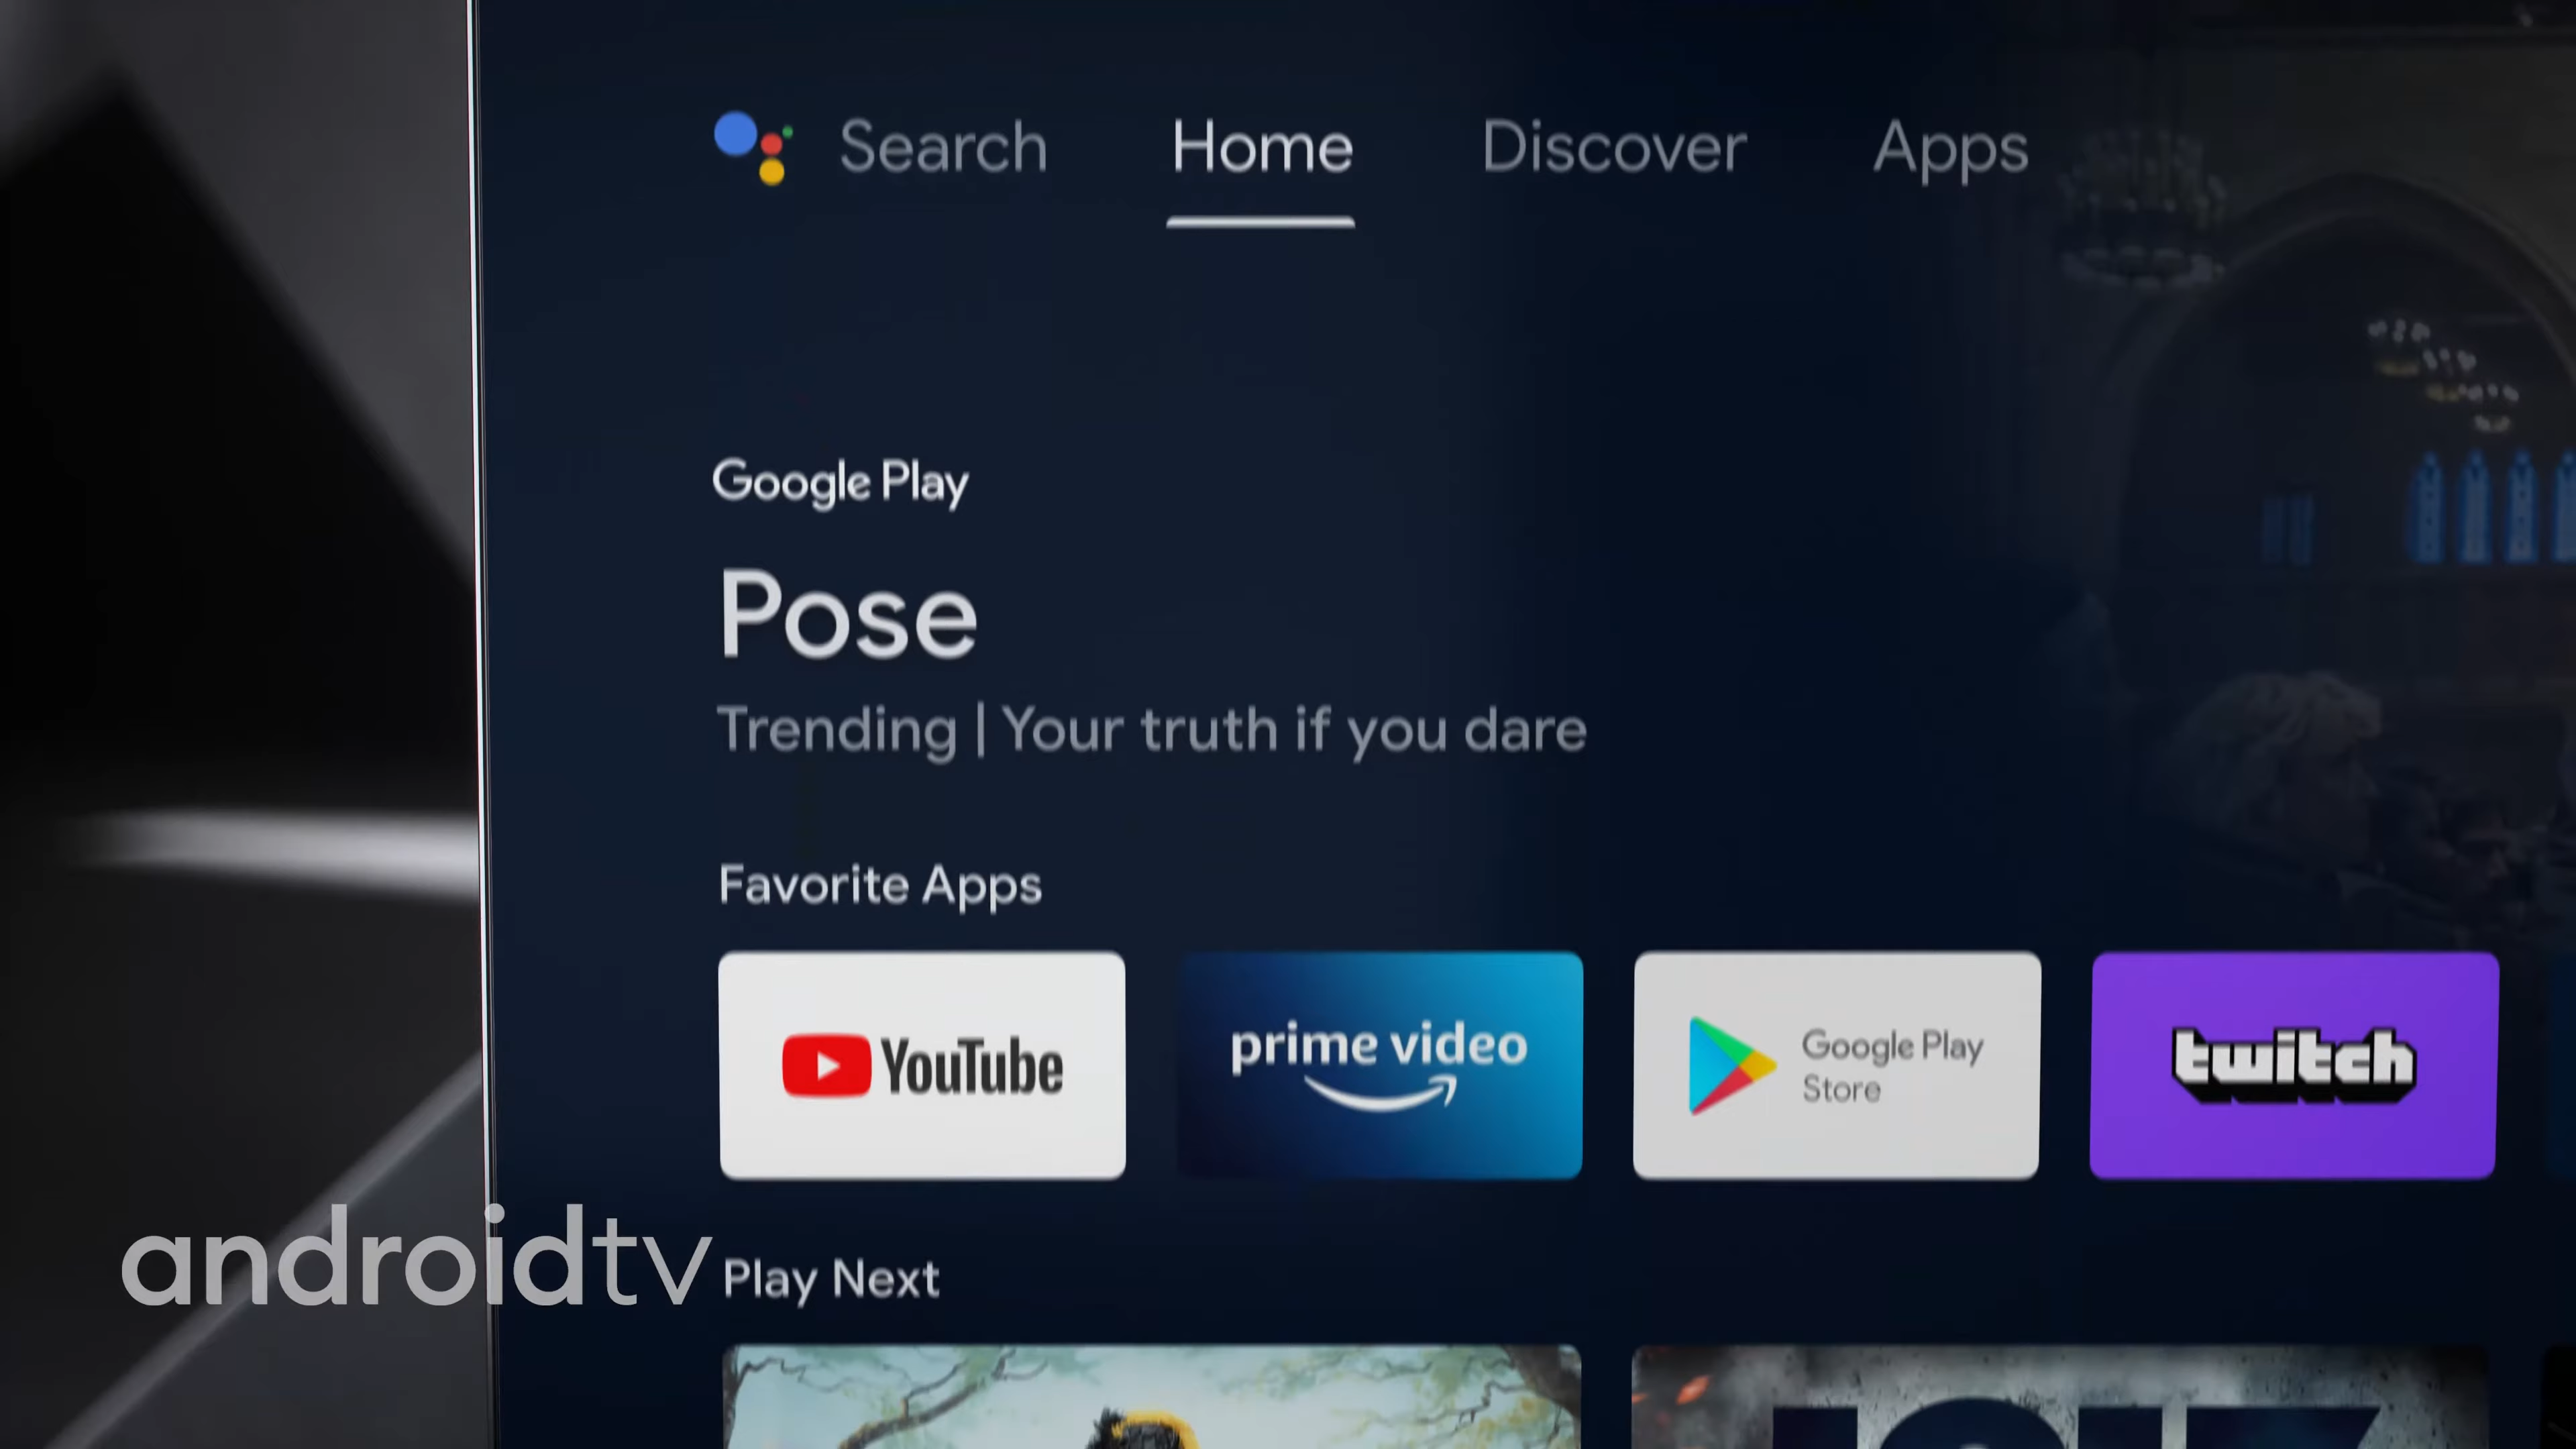 Search Home Discover Apps
Google Play
Pose
Trending | Your truth if you dare
Favorite Apps
YouTube
prime video
Google Play
Store
twitch
androidtv
Play Next